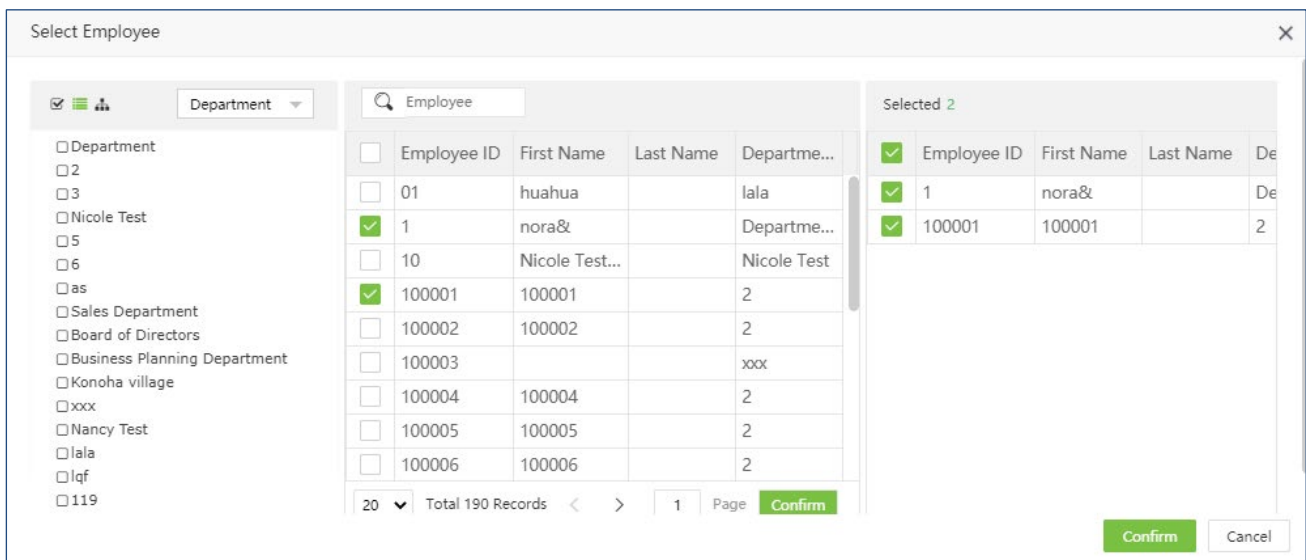 Select Employee
Department
Department
2
3
Nicole Test
5
6
as
Sales Department
Board of Directors
Business Planning Department
Konoha village
xxx
Nancy Test
lala
lqf
119
Employee
Employee ID First Name Last Name Departme...
01 huahua lala
1 nora& Departme...
10 Nicole Test... Nicole Test
100001 100001 2
100002 100002 2
100003 xxx
100004 100004 2
100005 100005 2
100006 100006 2
20 Total 190 Records < > 1 Page Confirm
Selected 2
Employee ID First Name Last Name De
1 nora& De
100001 100001 2
Confirm Cancel